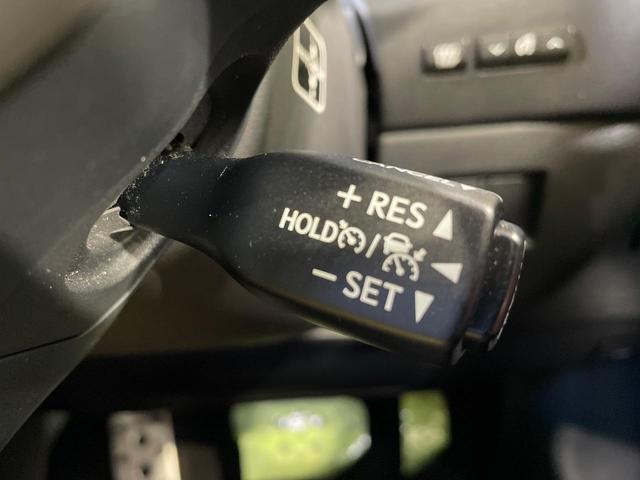 + RES
HOLD /
− SET